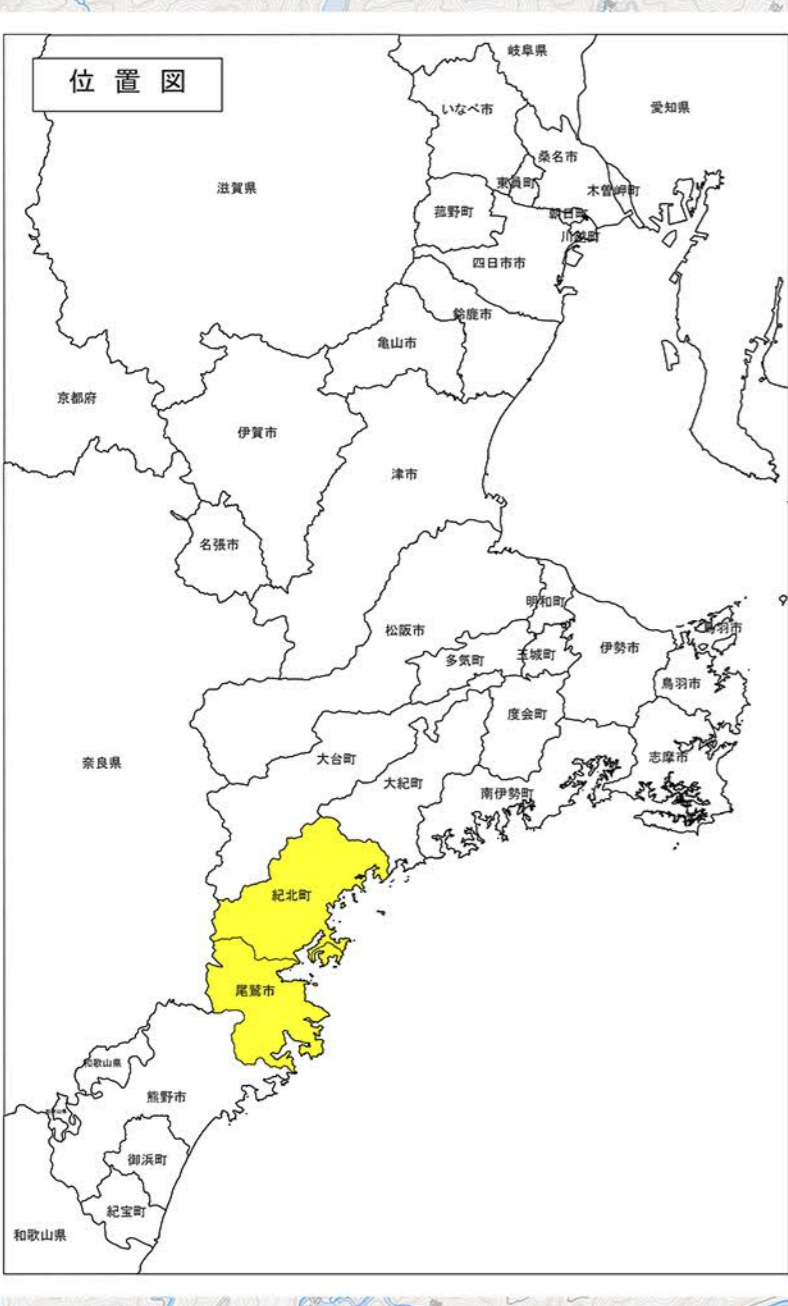 位置図
岐阜県
いなべ市
愛知県
桑名市
東員町
木曽岬町
滋賀県
菰野町
朝日町
川越町
四日市市
鈴鹿市
亀山市
京都府
伊賀市
津市
名張市
明和町
松阪市
鳥羽市
伊勢市
玉城町
多気町
鳥羽市
度会町
志摩市
大台町
奈良県
大紀町
南伊勢町
紀北町
尾鷲市
和歌山県
熊野市
御浜町
紀宝町
和歌山県